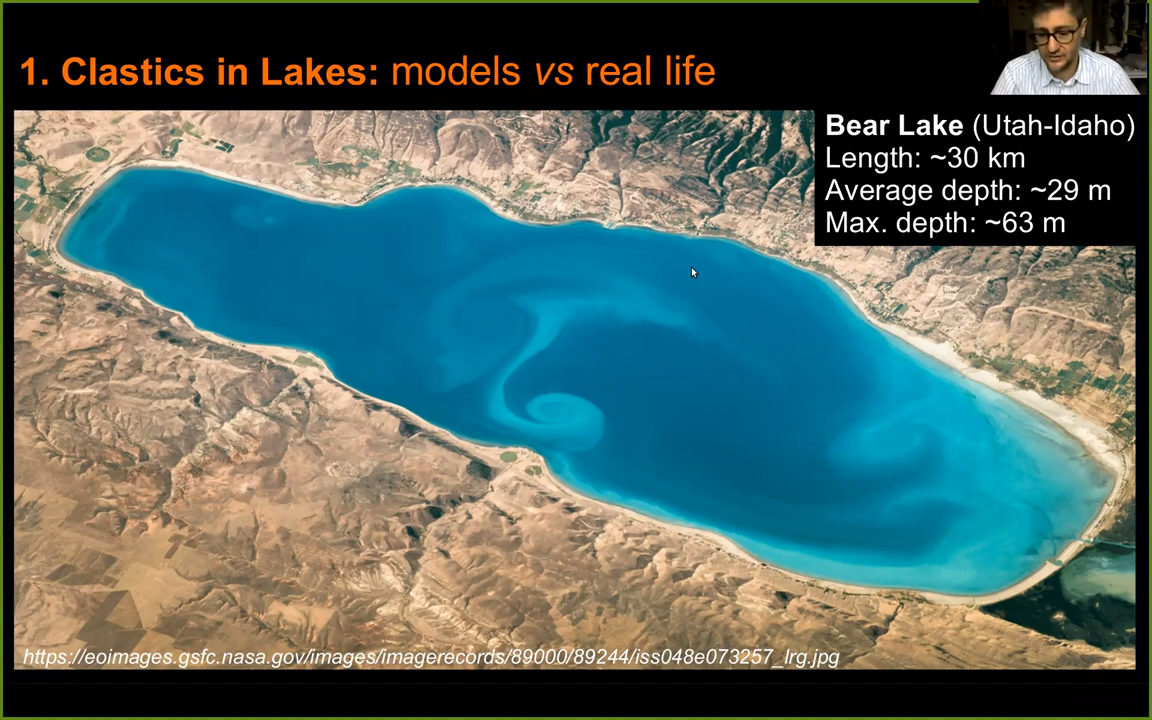 1. Clastics in Lakes: models vs real life
Bear Lake (Utah-Idaho)
Length: ~30 km
Average depth: ~29 m
Max. depth: ~63 m
https://eoimages.gsfc.nasa.gov/images/imagerecords/89000/89244/iss048e073257_lrg.jpg